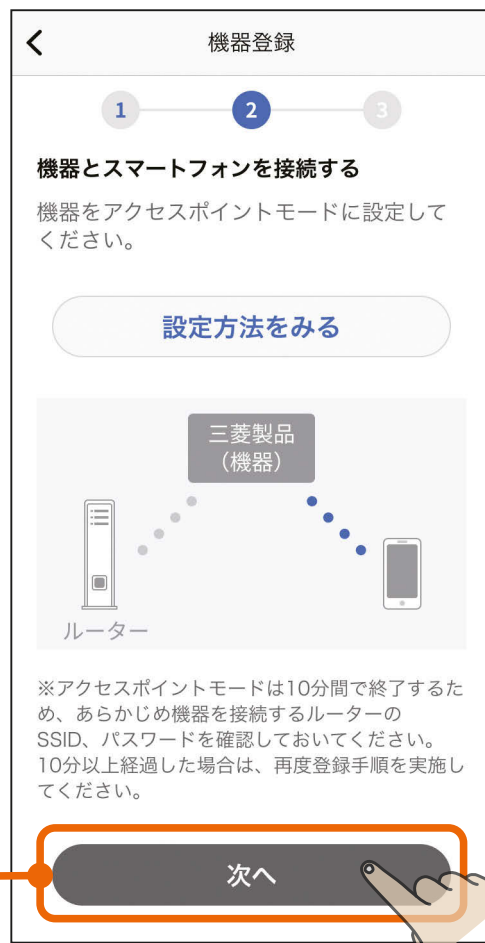 機器登録
1
2
3
機器とスマートフォンを接続する
機器をアクセスポイントモードに設定して
ください。
設定方法をみる
三菱製品
（機器）
ルーター
※アクセスポイントモードは10分間で終了するた
め、あらかじめ機器を接続するルーターの
SSID、パスワードを確認しておいてください。
10分以上経過した場合は、再度登録手順を実施し
てください。
次へ